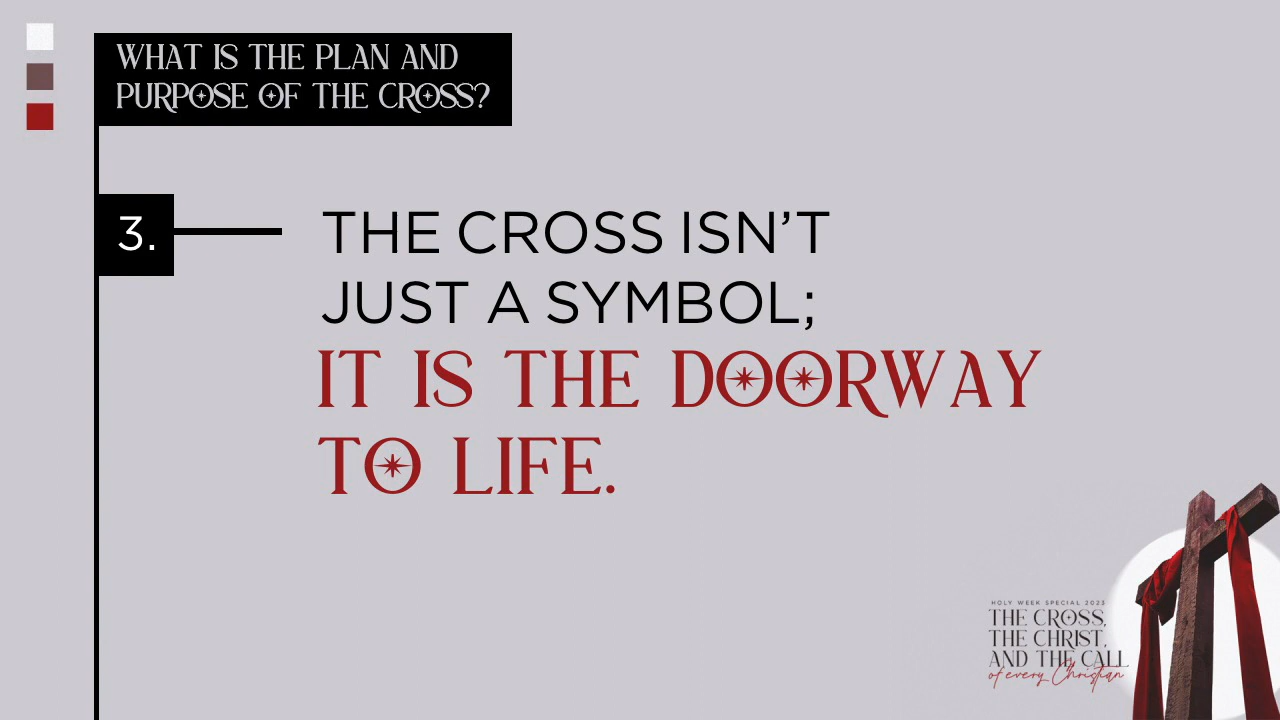 WHAT IS THE PLAN AND
PURPOSE OF THE CROSS?
3.
THE CROSS ISN’T
JUST A SYMBOL;
IT IS THE DOORWAY
TO LIFE.
HOLY WEEK SPECIAL 2023
THE CROSS,
THE CHRIST,
AND THE CALL
of every Christian